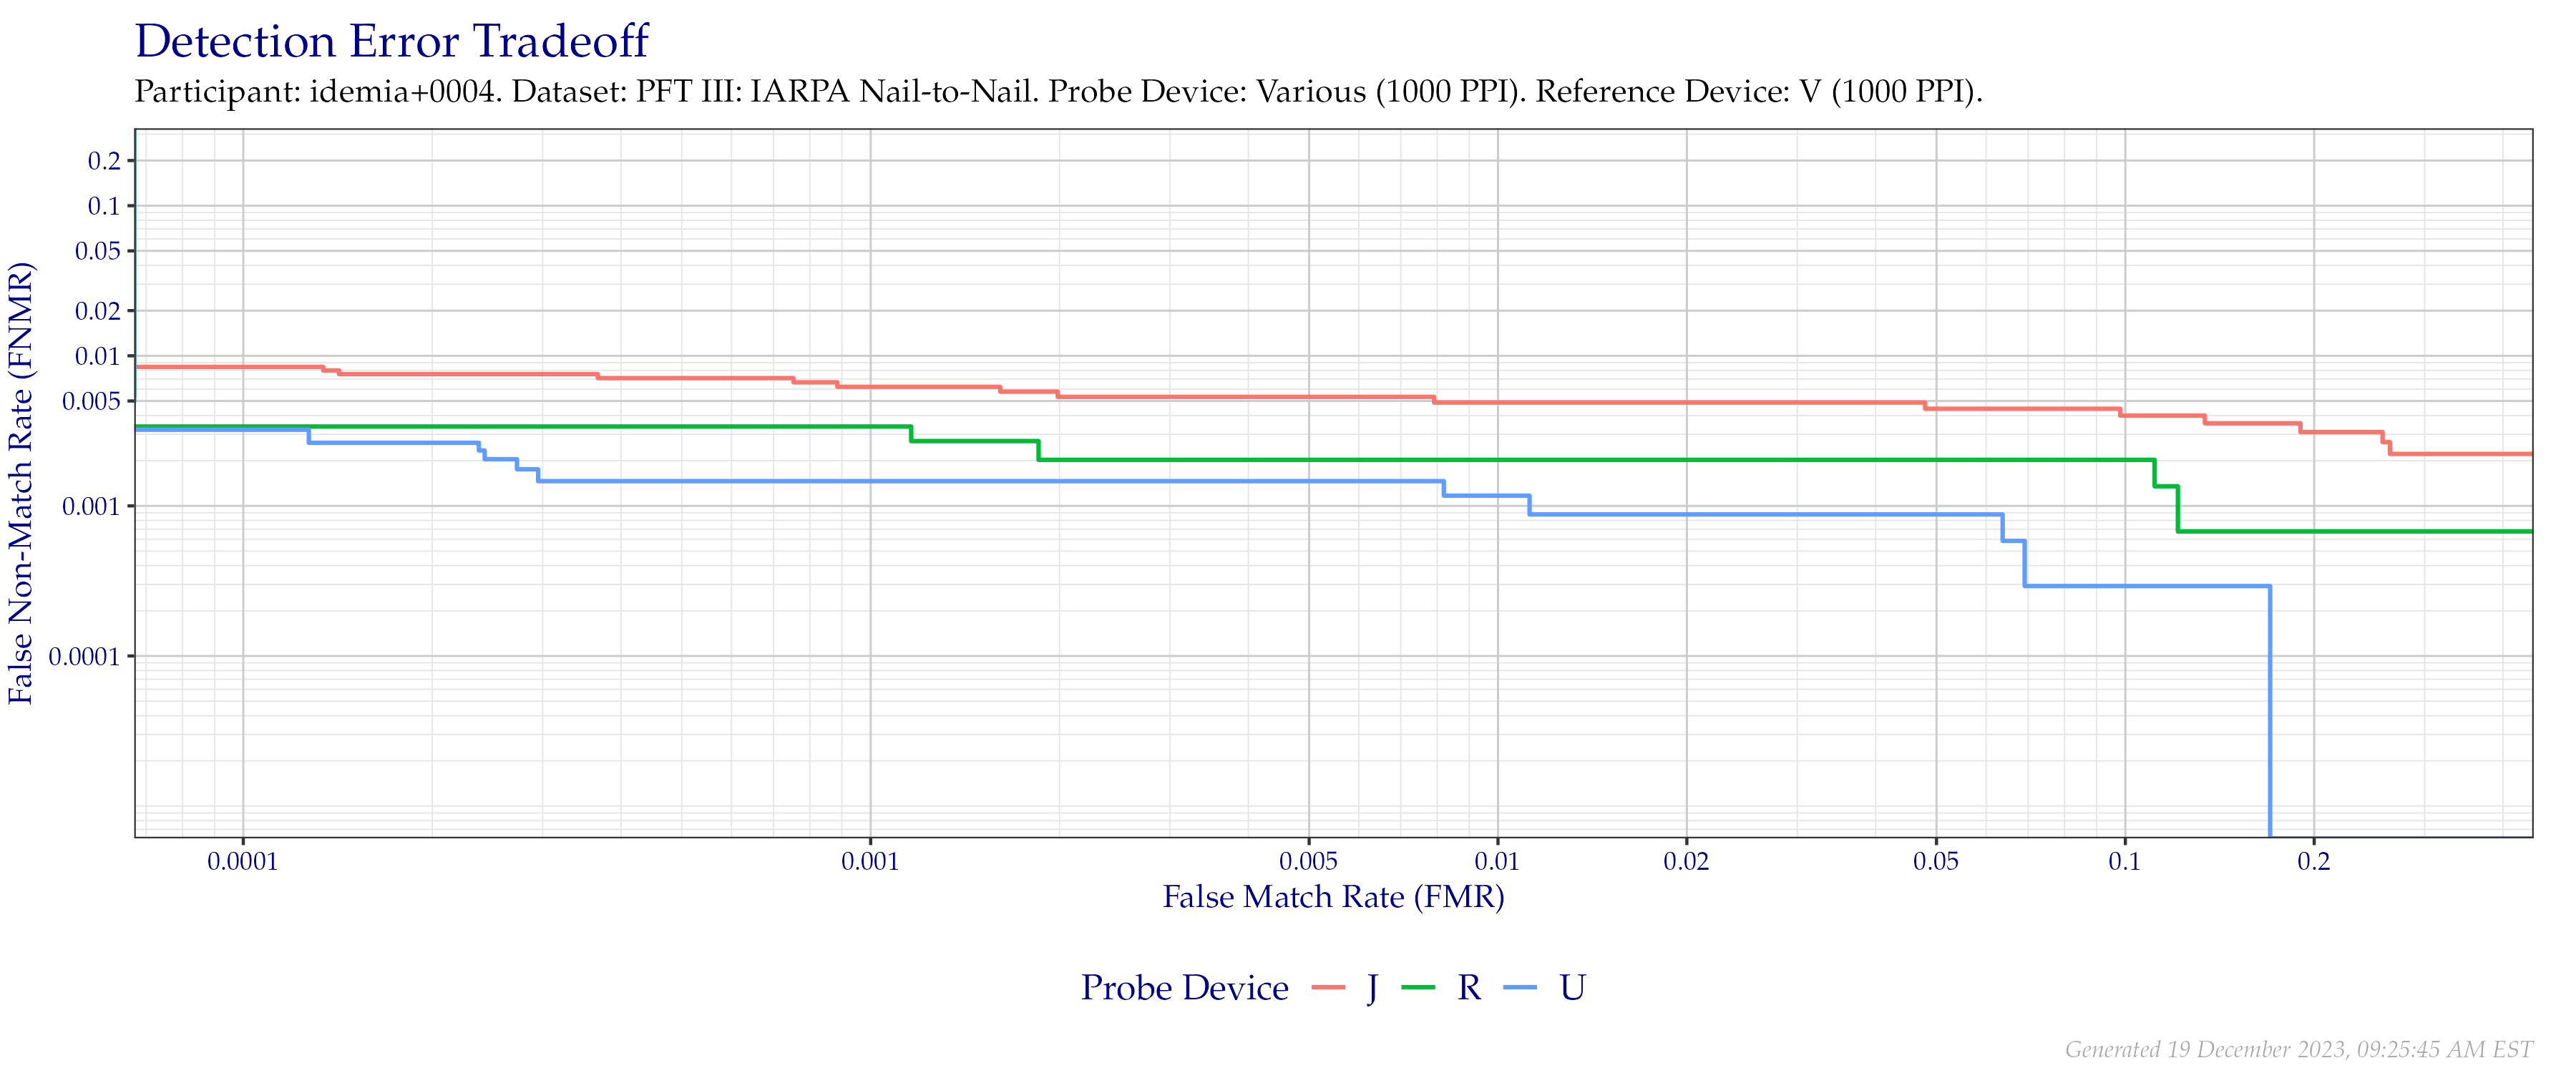 Detection Error Tradeoff
Participant: idemia+0004. Dataset: PFT III: IARPA Nail-to-Nail. Probe Device: Various (1000 PPI). Reference Device: V (1000 PPI).
False Non-Match Rate (FNMR)
0.2
0.1
0.05
0.02
0.01
0.005
0.001
0.0001
0.0001 0.001 0.005 0.01 0.02 0.05 0.1 0.2
False Match Rate (FMR)
Probe Device J R U
Generated 19 December 2023, 09:25:45 AM EST